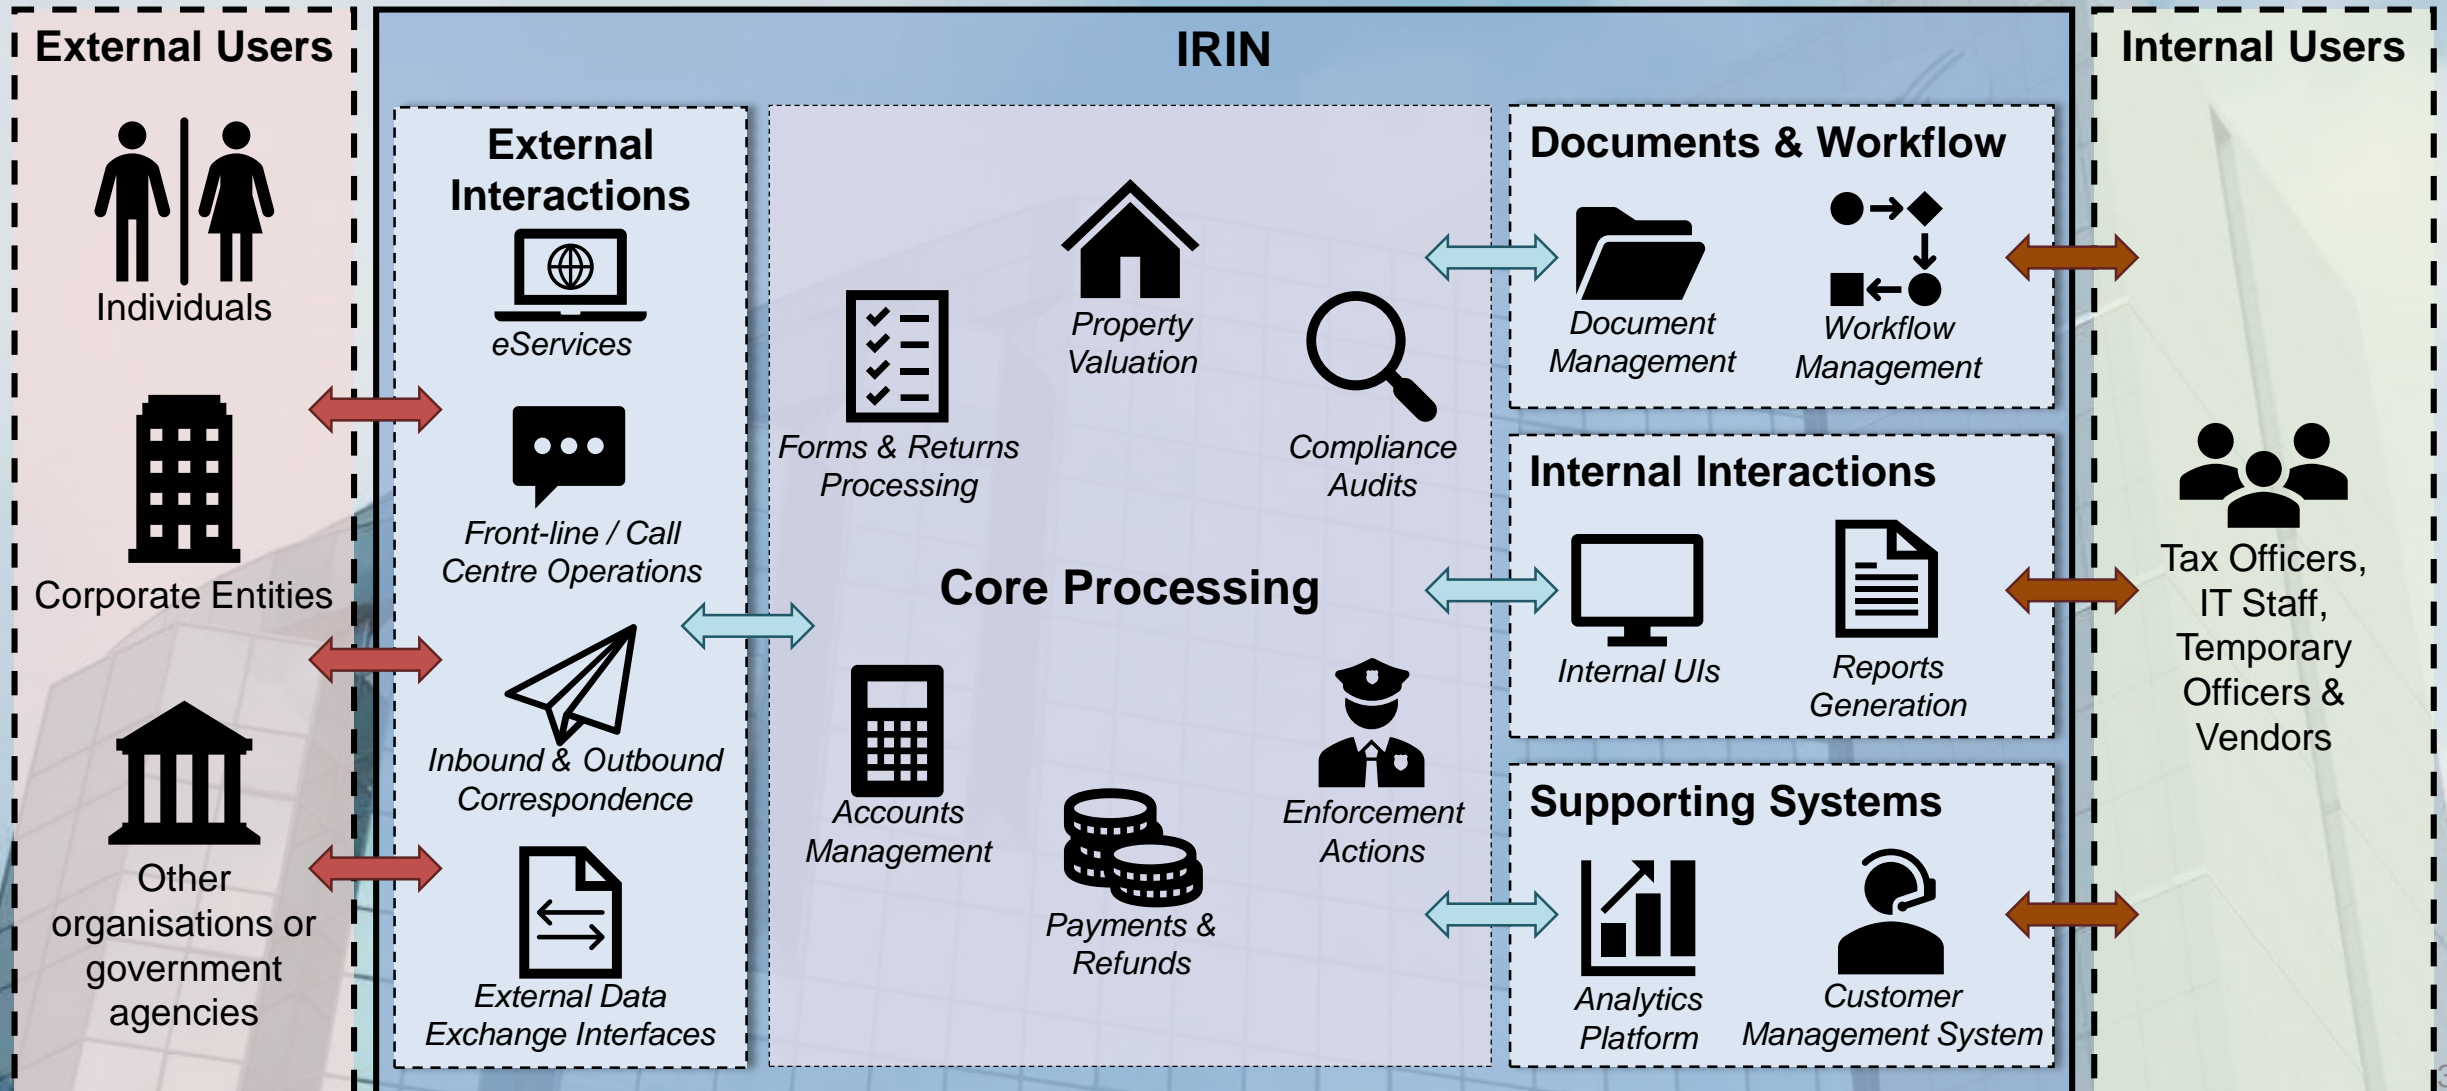 External Users
Individuals
Corporate Entities
Other
organisations or
government
agencies
IRIN
External
Interactions
eServices
Front-line / Call
Centre Operations
Inbound & Outbound
Correspondence
External Data
Exchange Interfaces
Property
Valuation
Forms & Returns
Processing
Compliance
Audits
Core Processing
Accounts
Management
Enforcement
Actions
Payments &
Refunds
Documents & Workflow
Document
Management
Workflow
Management
Internal Interactions
Internal UIs
Reports
Generation
Supporting Systems
Analytics
Platform
Customer
Management System
Internal Users
Tax Officers,
IT Staff,
Temporary
Officers &
Vendors